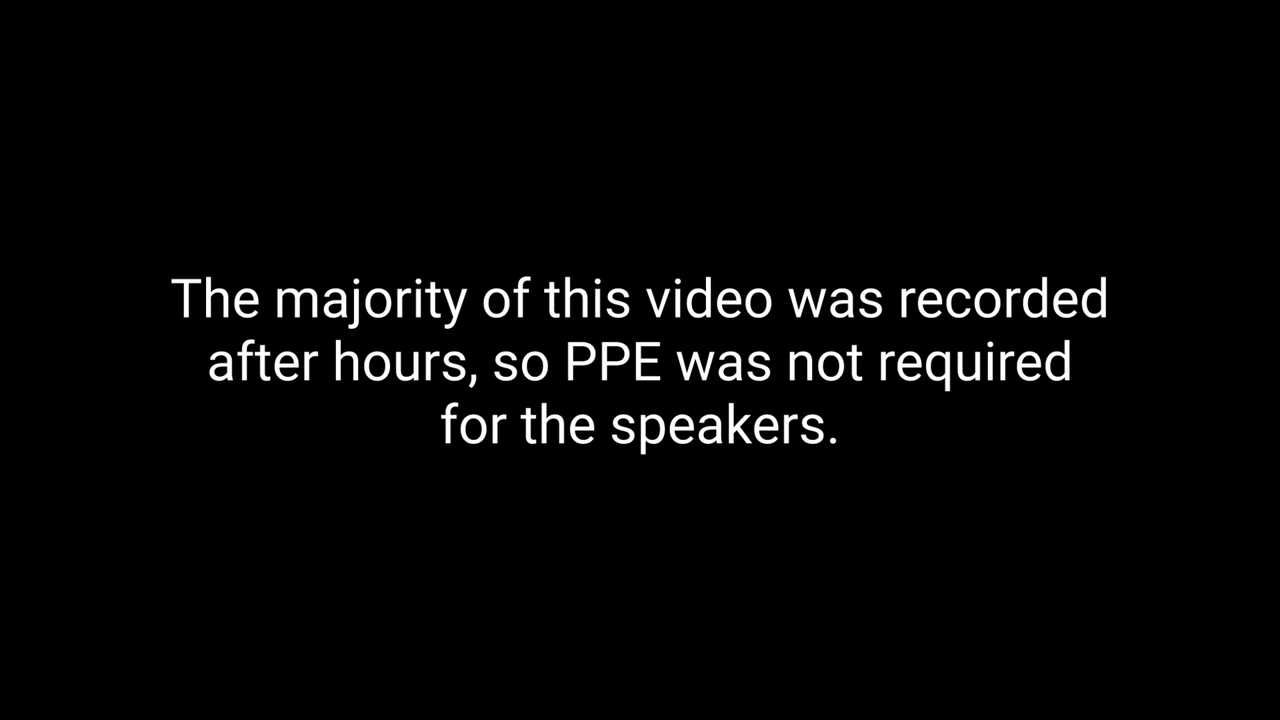 The majority of this video was recorded
after hours, so PPE was not required
for the speakers.